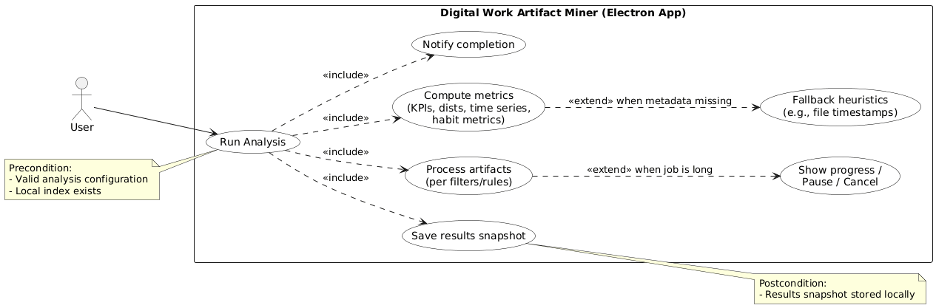 Digital Work Artifact Miner (Electron App)
Notify completion
«include»
Compute metrics
(KPIs, dists, time series,
habit metrics)
«extend» when metadata missing
Fallback heuristics
(e.g., file timestamps)
User
«include»
Run Analysis
Precondition:
- Valid analysis configuration
- Local index exists
«include»
Process artifacts
(per filters/rules)
«extend» when job is long
Show progress /
Pause / Cancel
«include»
Save results snapshot
Postcondition:
- Results snapshot stored locally